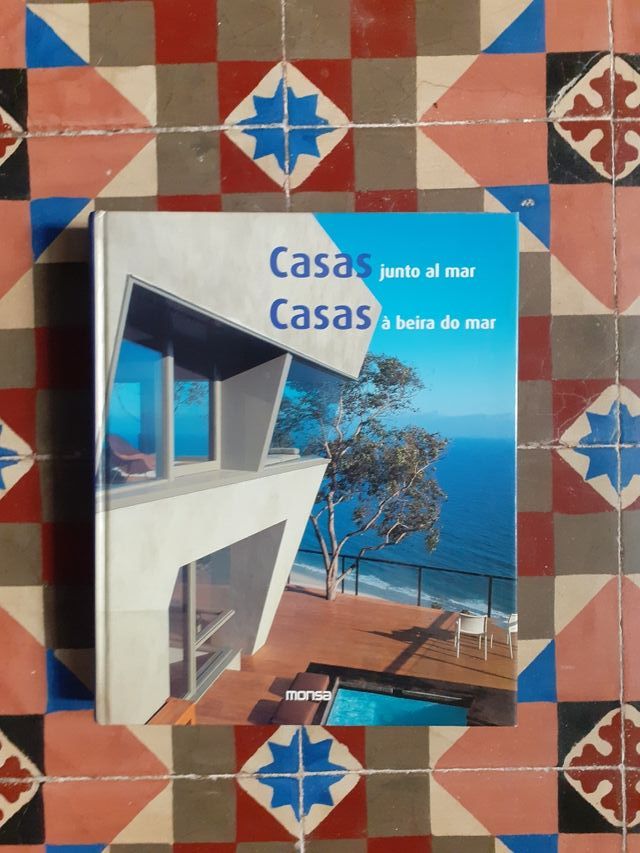 Casas junto al mar
Casas à beira do mar
monsa